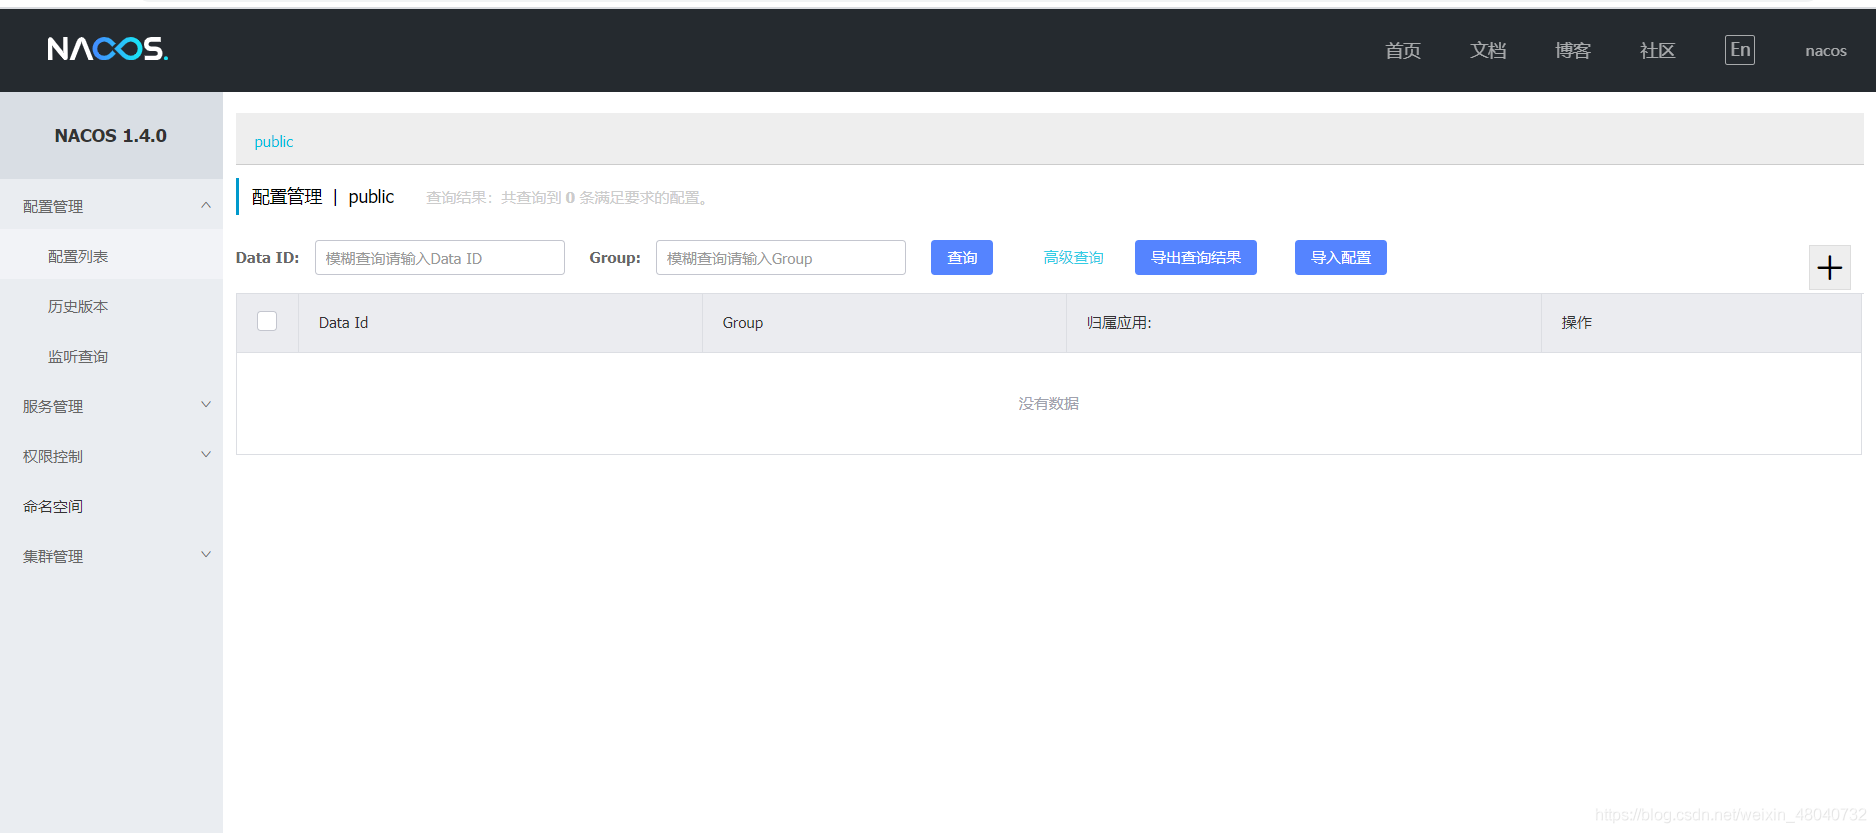 NACOS.
首页 文档 博客 社区 En nacos
NACOS 1.4.0
配置管理
配置列表
历史版本
监听查询
服务管理
权限控制
命名空间
集群管理
public
配置管理 | public 查询结果：共查询到 0 条满足要求的配置。
Data ID: 模糊查询请输入Data ID Group: 模糊查询请输入Group 查询 高级查询 导出查询结果 导入配置
Data Id Group 归属应用: 操作
没有数据
https://blog.csdn.net/weixin_48040732